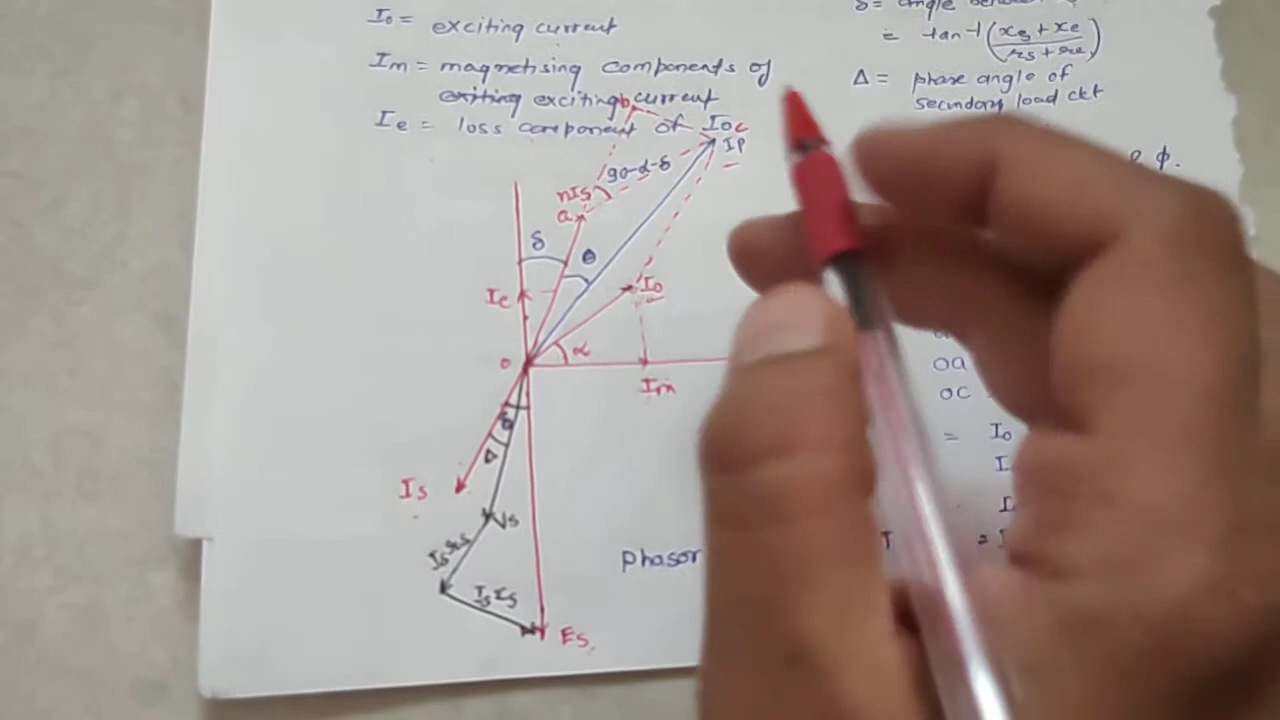 I0 = exciting current
Im = magnetising components of
exiting exciting current
Ie = loss component of I0
δ = angle
= tan-1 (xs+xe / rs+re)
Δ = phase angle of
secondary load ckt
& φ.
b
c
IP
90-α-δ
nIs
a
δ
θ
Ie
I0
o
α
Im
δ
Δ
Is
Vs
Isrs
Isxs
Es
Phasor
oa
oc
= I0
I
= I